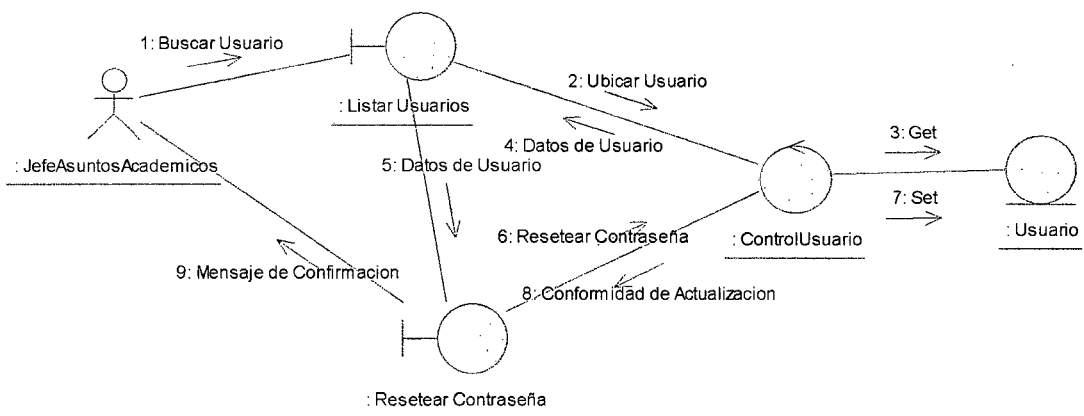 1: Buscar Usuario
: JefeAsuntosAcademicos
: Listar Usuarios
2: Ubicar Usuario
4: Datos de Usuario
5: Datos de Usuario
3: Get
7: Set
: ControlUsuario
: Usuario
6: Resetear Contraseña
8: Conformidad de Actualizacion
9: Mensaje de Confirmacion
: Resetear Contraseña